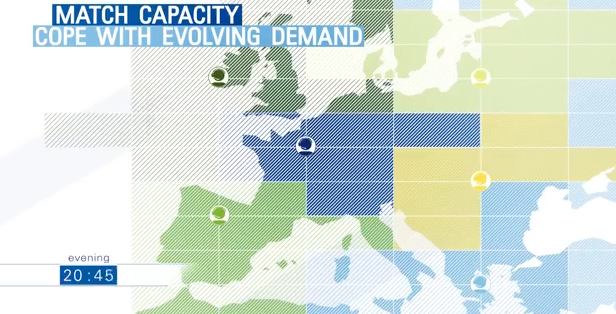 MATCH CAPACITY
COPE WITH EVOLVING DEMAND
evening
20:45